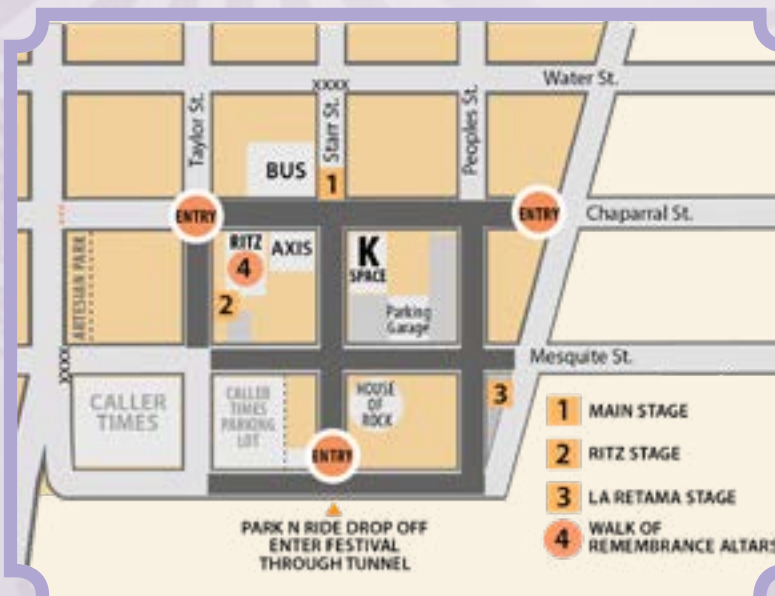 Water St.
XXXX
Taylor St.
Starr St.
Peoples St.
BUS
1
ENTRY
ENTRY
Chaparral St.
ARTESIAN PARK
RITZ
4
AXIS
2
K
SPACE
Parking
Garage
XXXX
Mesquite St.
CALLER
TIMES
CALLER
TIMES
PARKING
LOT
HOUSE
OF
ROCK
3
ENTRY
PARK N RIDE DROP OFF
ENTER FESTIVAL
THROUGH TUNNEL
1 MAIN STAGE
2 RITZ STAGE
3 LA RETAMA STAGE
4 WALK OF
REMEMBRANCE ALTARS